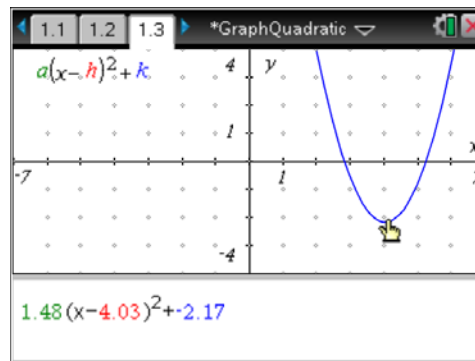 1.1 1.2 1.3 *GraphQuadratic
a(x-h)²+k
4 y
1
x
-7 1
-4
1.48(x-4.03)²+-2.17